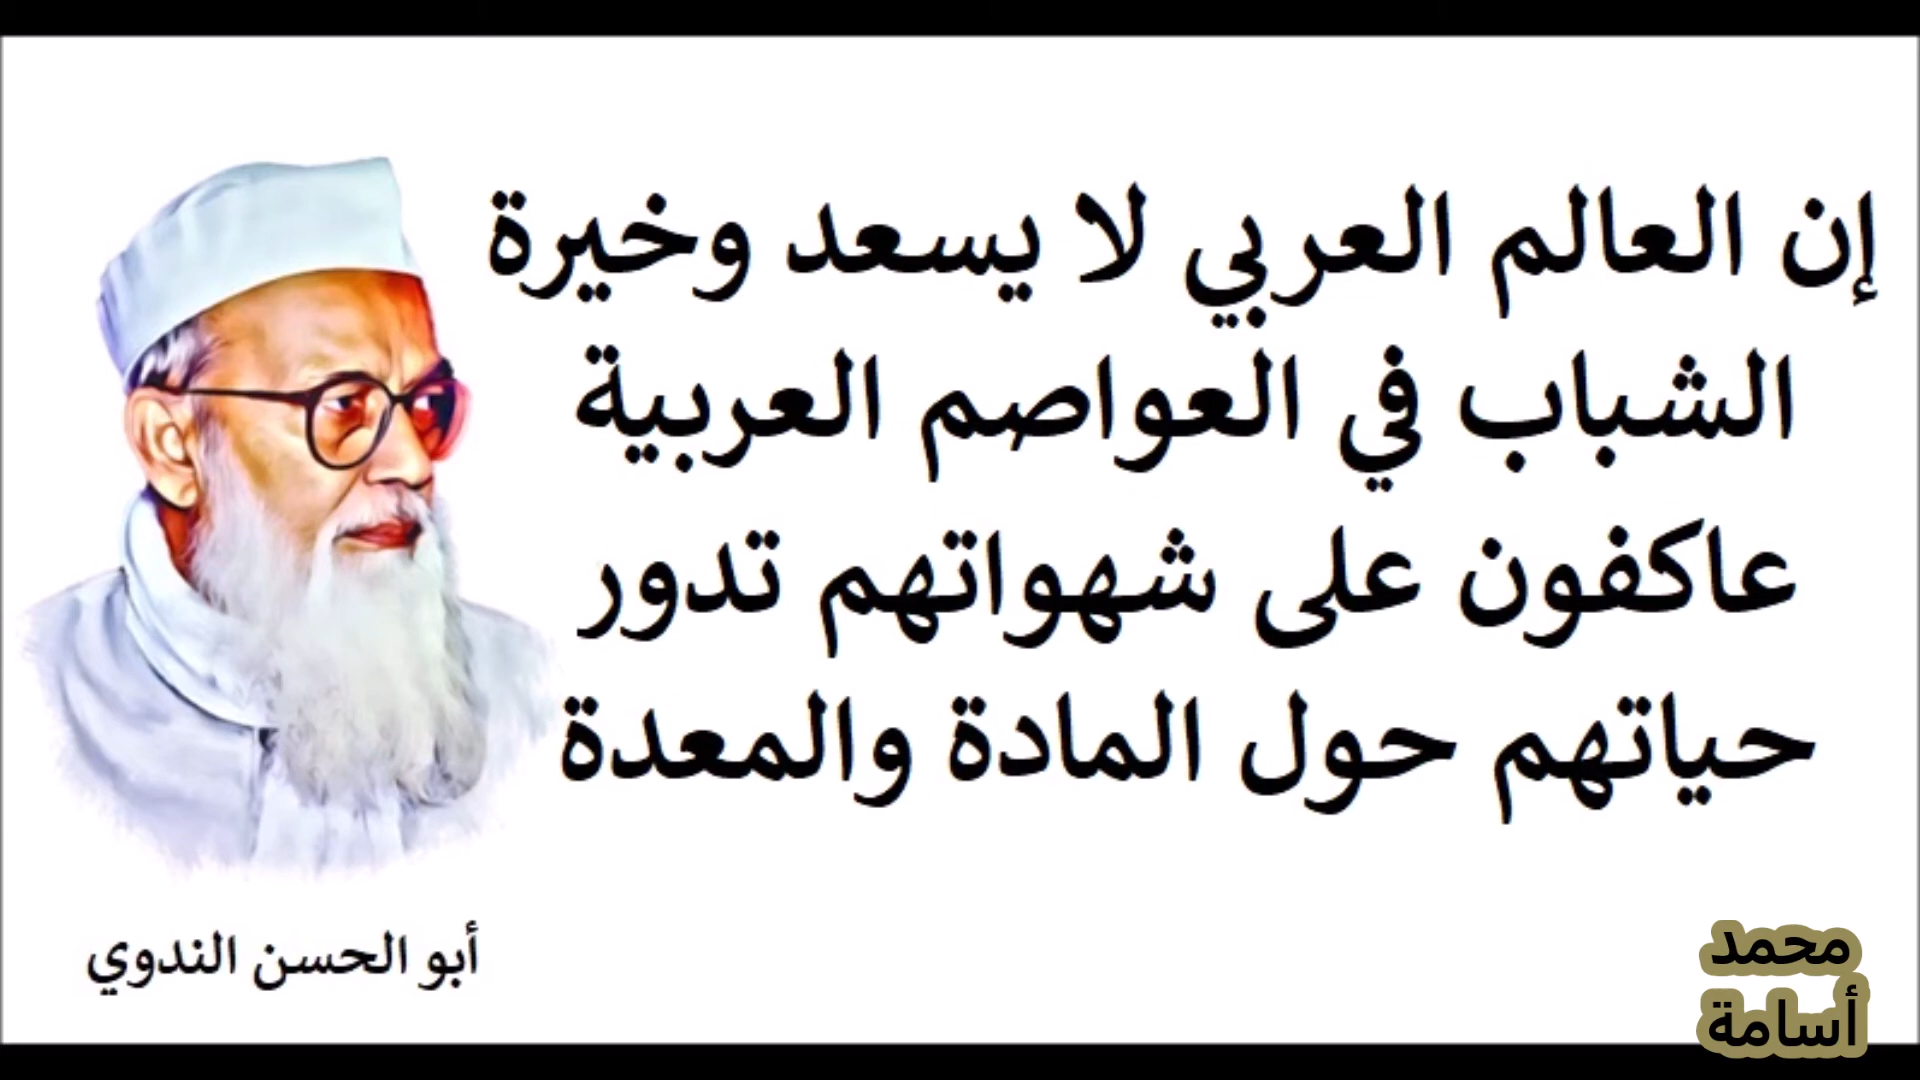 إن العالم العربي لا يسعد وخيرة
الشباب في العواصم العربية
عاكفون على شهواتهم تدور
حياتهم حول المادة والمعدة
أبو الحسن الندوي
محمد
أسامة